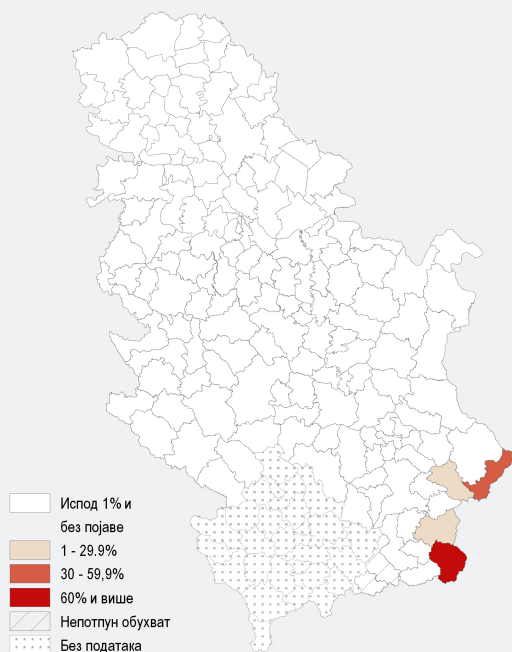 Испод 1% и
без појаве
1 - 29.9%
30 - 59,9%
60% и више
Непотпун обухват
Без података